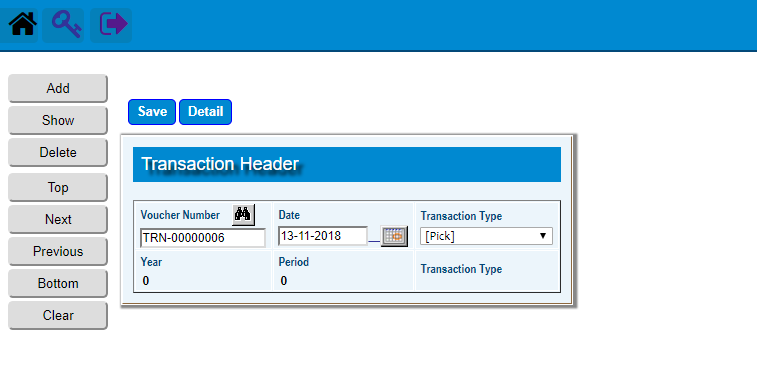 Add
Show
Delete
Top
Next
Previous
Bottom
Clear
Save Detail
Transaction Header
Voucher Number Date Transaction Type
TRN-00000006 13-11-2018 [Pick]
Year Period Transaction Type
0 0